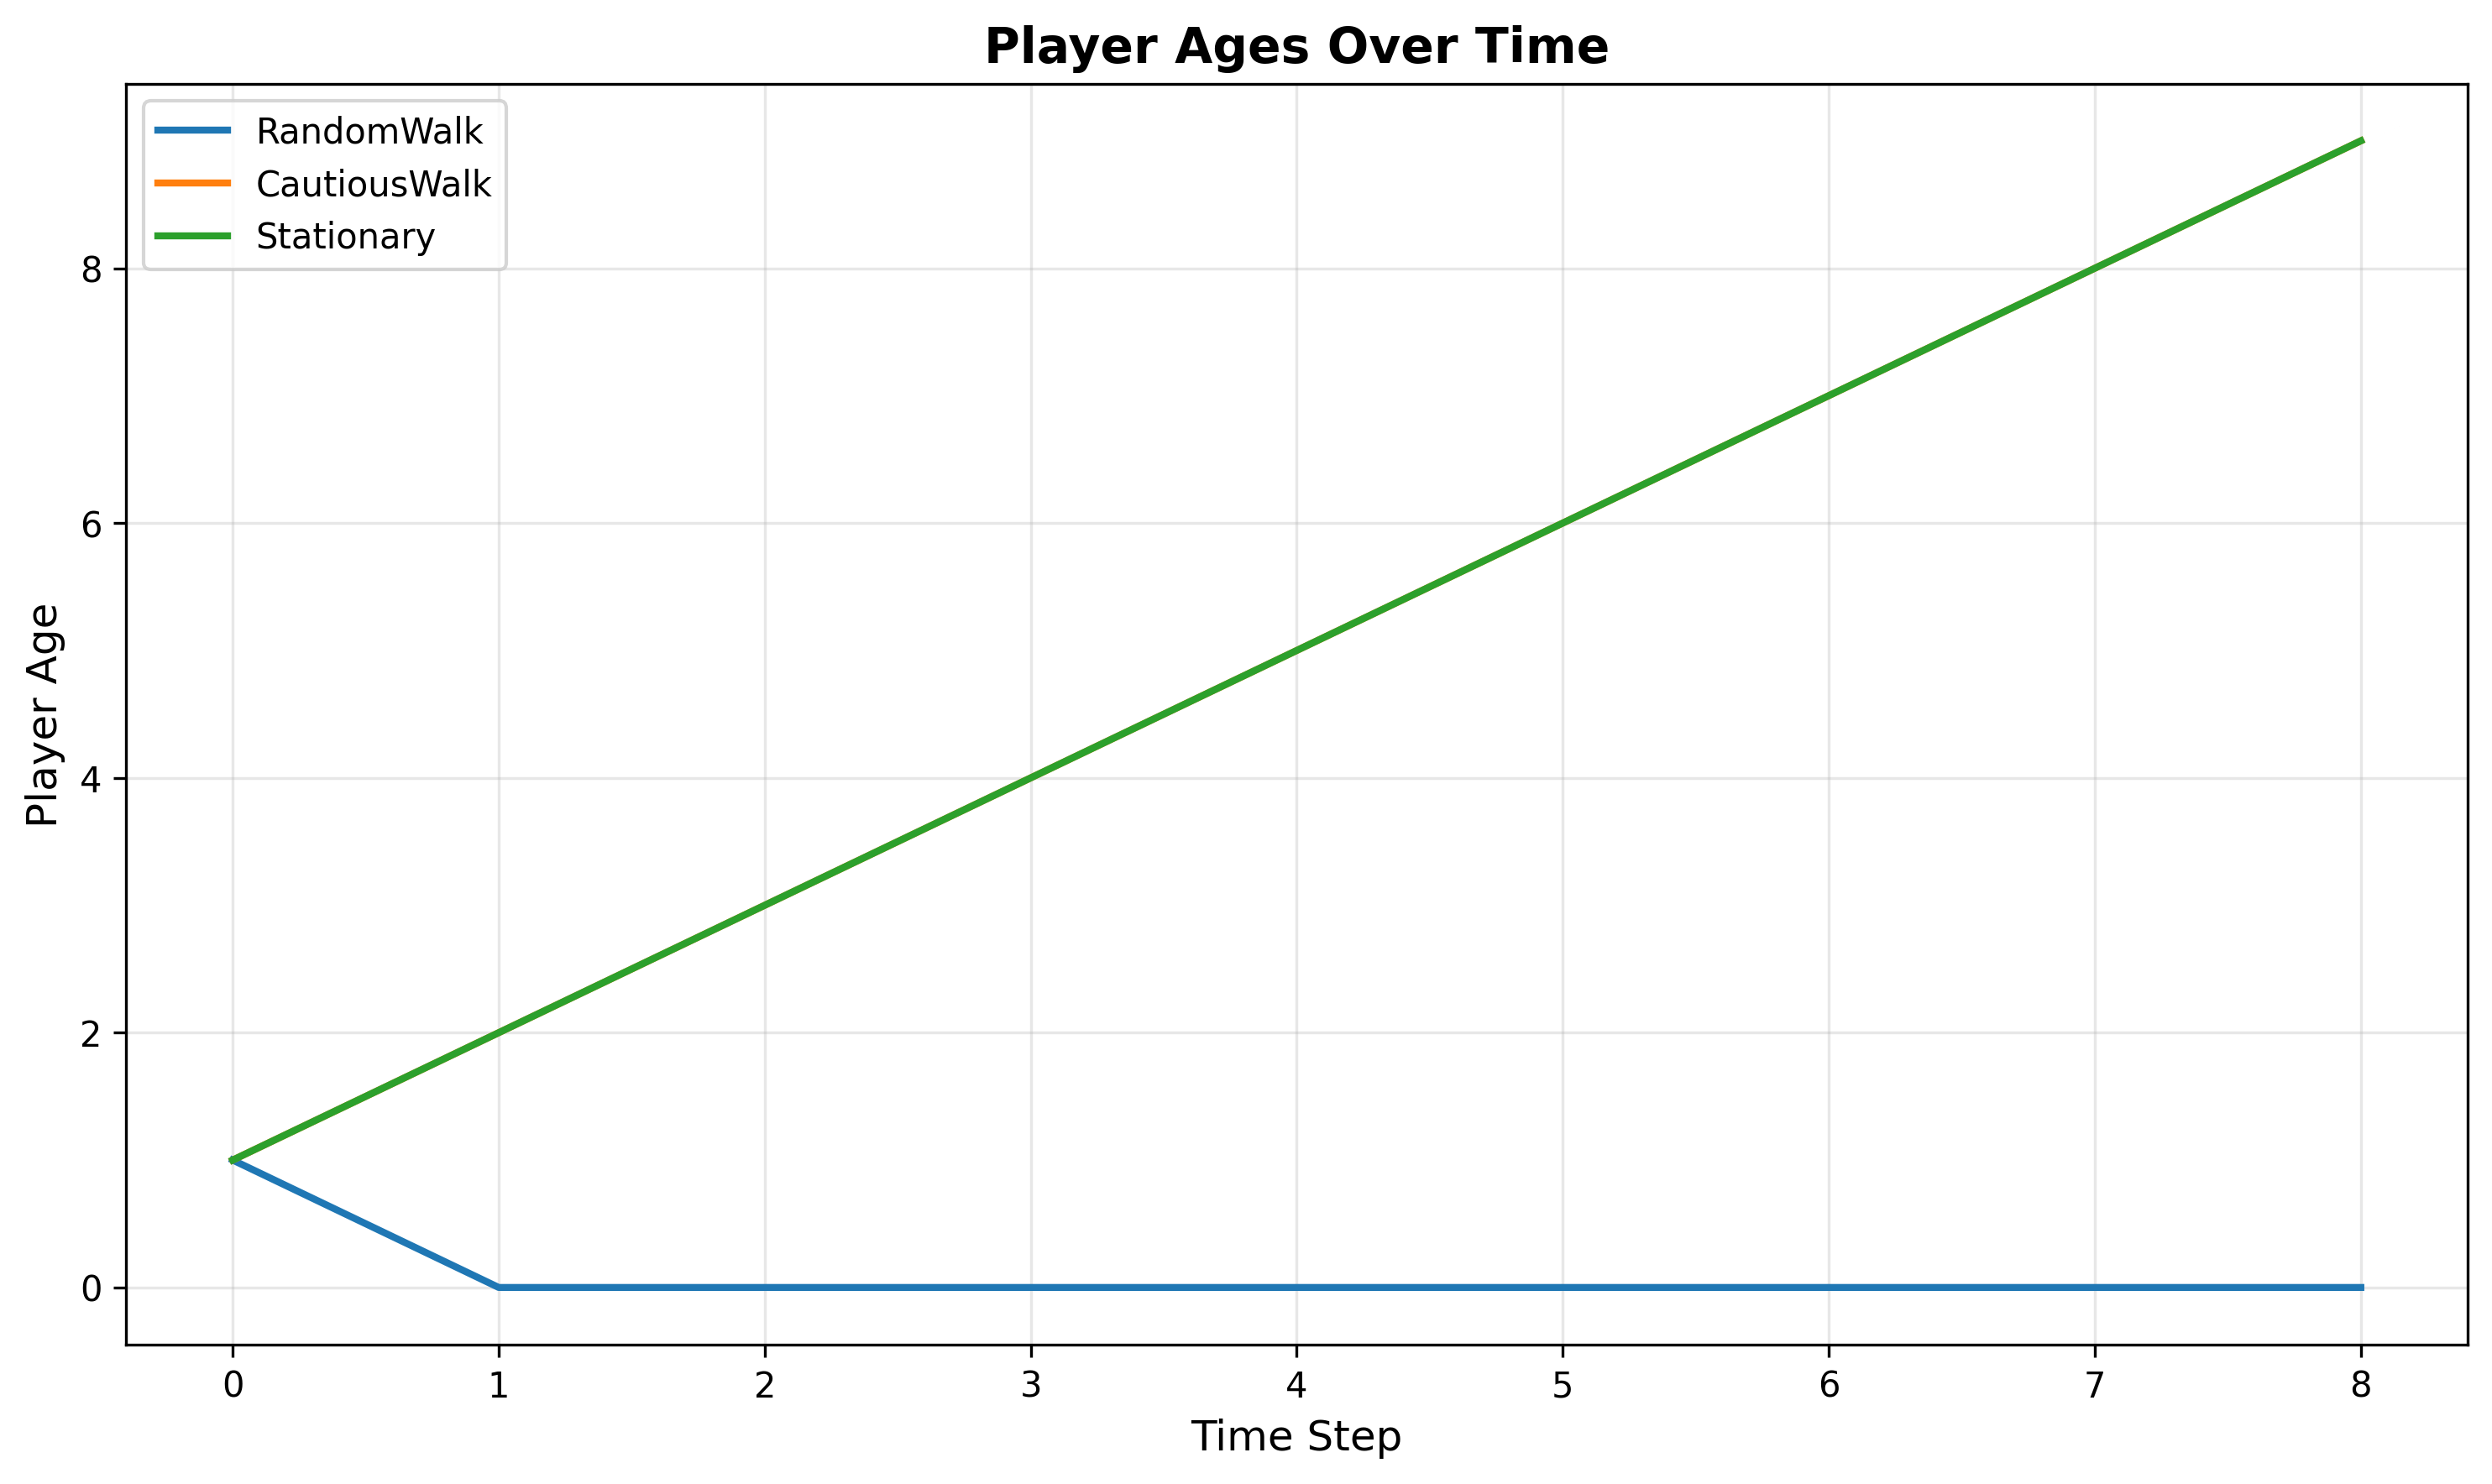 Player Ages Over Time
RandomWalk
CautiousWalk
Stationary
Player Age
8
6
4
2
0
0 1 2 3 4 5 6 7 8
Time Step